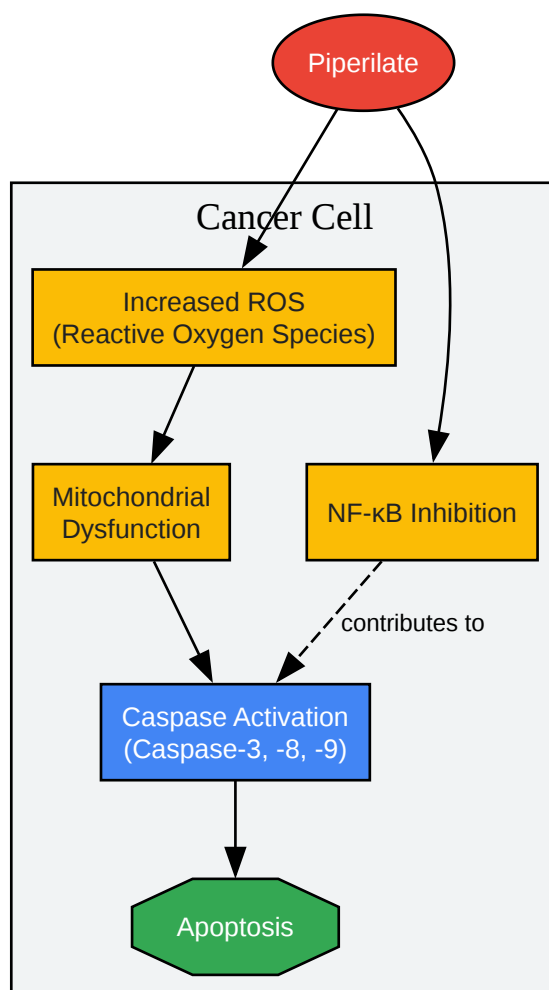 Piperilate
Cancer Cell
Increased ROS
(Reactive Oxygen Species)
Mitochondrial
Dysfunction
NF-κB Inhibition
contributes to
Caspase Activation
(Caspase-3, -8, -9)
Apoptosis